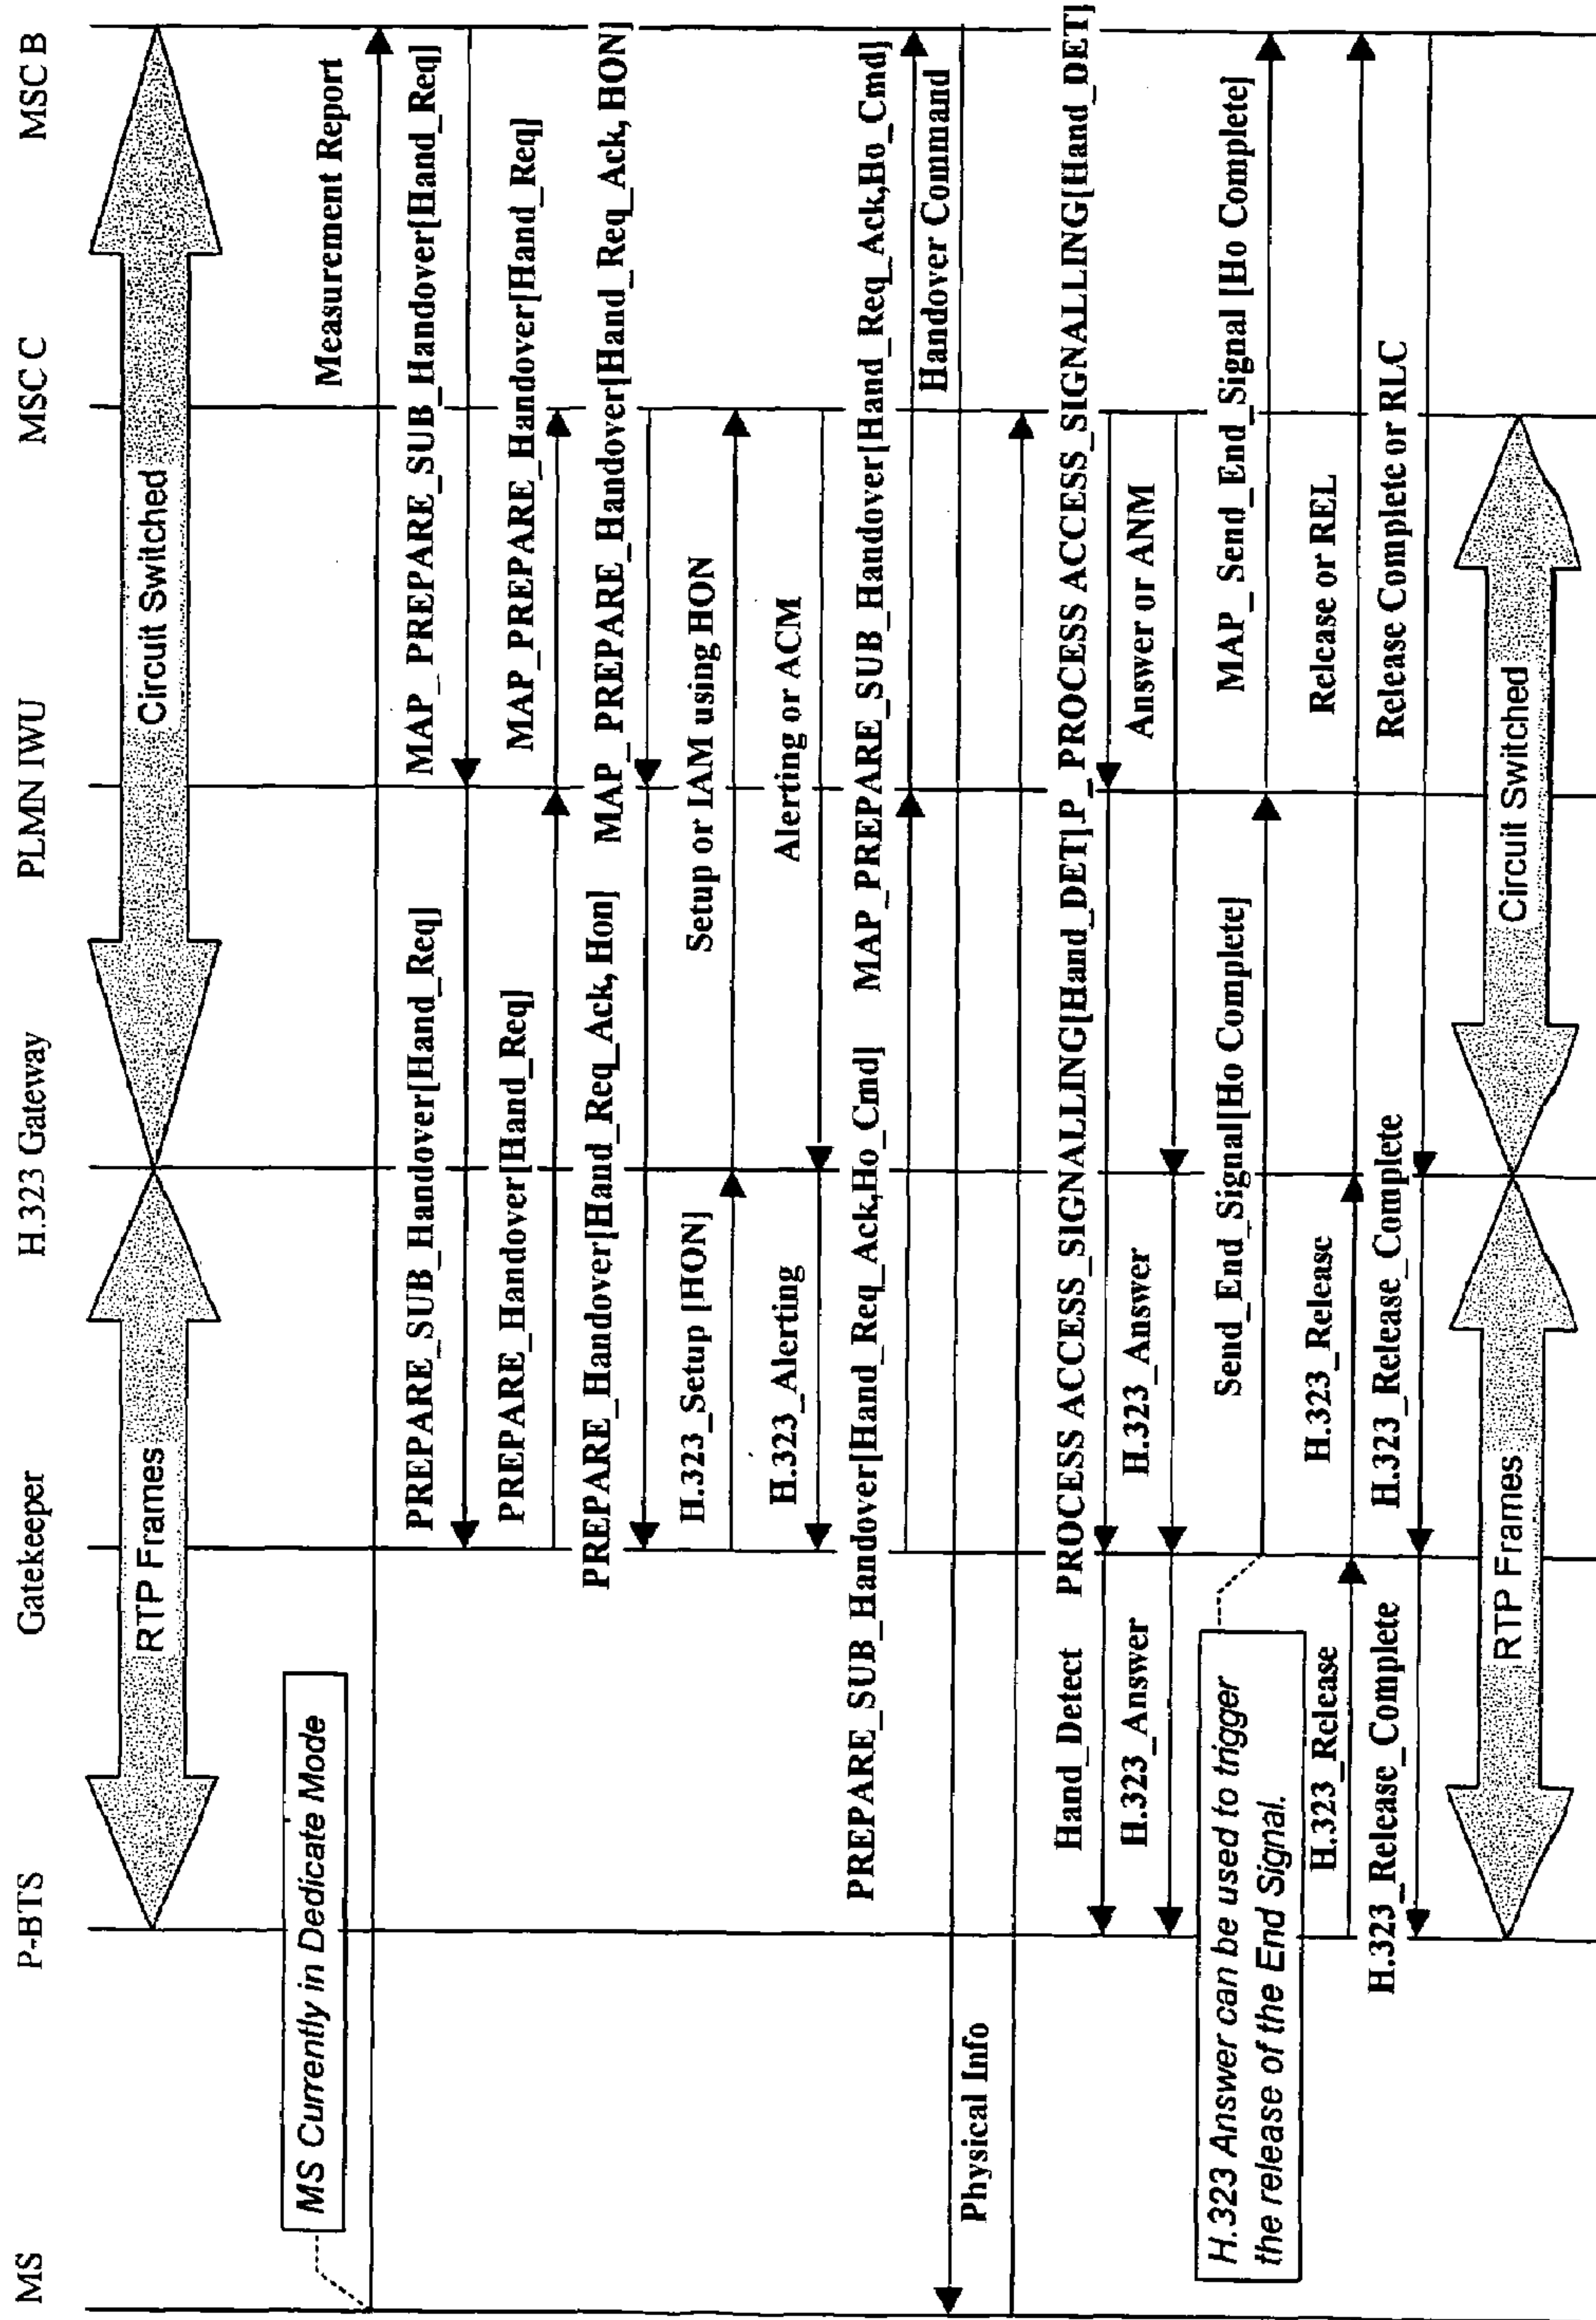 MS
P-BTS
Gatekeeper
H.323 Gateway
PLMN IWU
MSC C
MSC B
RTP Frames
Circuit Switched
MS Currently in Dedicate Mode
Measurement Report
PREPARE_SUB_Handover[Hand_Req]
MAP_PREPARE_SUB_Handover[Hand_Req]
PREPARE_Handover[Hand_Req]
MAP_PREPARE_Handover[Hand_Req]
PREPARE_Handover[Hand_Req_Ack, Hon]
MAP_PREPARE_Handover[Hand_Req_Ack, HON]
H.323_Setup [HON]
Setup or IAM using HON
H.323_Alerting
Alerting or ACM
PREPARE_SUB_Handover[Hand_Req_Ack,Ho_Cmd]
MAP_PREPARE_SUB_Handover[Hand_Req_Ack,Ho_Cmd]
Handover Command
Physical Info
Hand_Detect
PROCESS ACCESS_SIGNALLING[Hand_DET]
P_PROCESS ACCESS_SIGNALLING[Hand_DET]
H.323_Answer
H.323_Answer
Answer or ANM
H.323 Answer can be used to trigger
the release of the End Signal.
Send_End_Signal[Ho Complete]
MAP_Send_End_Signal [Ho Complete]
H.323_Release
H.323_Release
Release or REL
H.323_Release_Complete
H.323_Release_Complete
Release Complete or RLC
RTP Frames
Circuit Switched